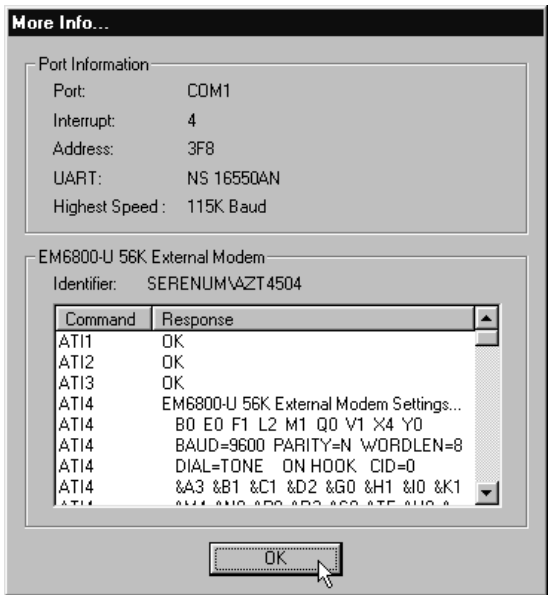 More Info...
Port Information
Port: COM1
Interrupt: 4
Address: 3F8
UART: NS 16550AN
Highest Speed : 115K Baud
EM6800-U 56K External Modem
Identifier: SERENUM\AZT4504
Command Response
ATI1 OK
ATI2 OK
ATI3 OK
ATI4 EM6800-U 56K External Modem Settings...
ATI4 B0 E0 F1 L2 M1 Q0 V1 X4 Y0
ATI4 BAUD=9600 PARITY=N WORDLEN=8
ATI4 DIAL=TONE ON HOOK CID=0
ATI4 &A3 &B1 &C1 &D2 &G0 &H1 &I0 &K1
OK